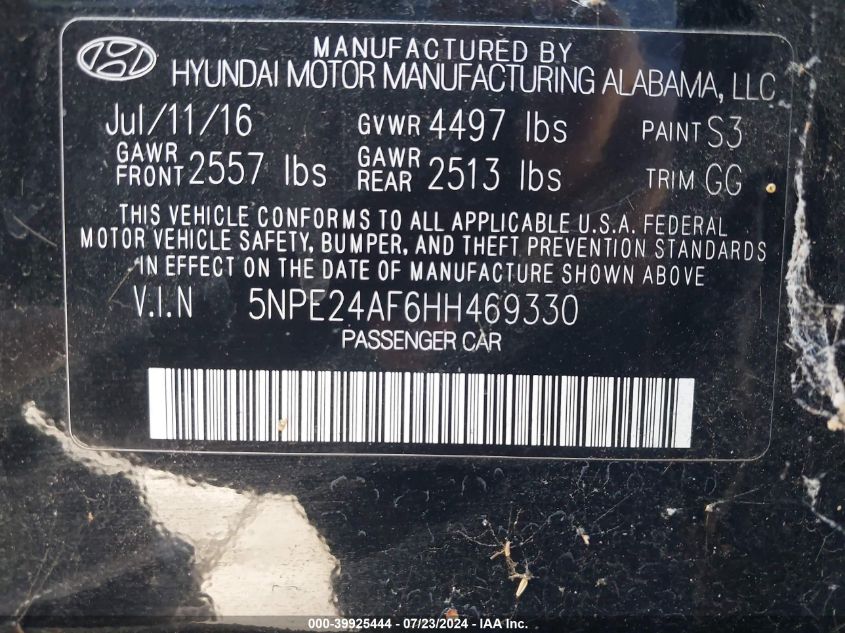 MANUFACTURED BY
HYUNDAI MOTOR MANUFACTURING ALABAMA, LLC
Jul/11/16 GVWR 4497 lbs PAINT S3
GAWR FRONT 2557 lbs GAWR REAR 2513 lbs TRIM GG
THIS VEHICLE CONFORMS TO ALL APPLICABLE U.S.A. FEDERAL
MOTOR VEHICLE SAFETY, BUMPER, AND THEFT PREVENTION STANDARDS
IN EFFECT ON THE DATE OF MANUFACTURE SHOWN ABOVE.
V.I.N 5NPE24AF6HH469330
PASSENGER CAR
000-39925444 - 07/23/2024 - IAA Inc.